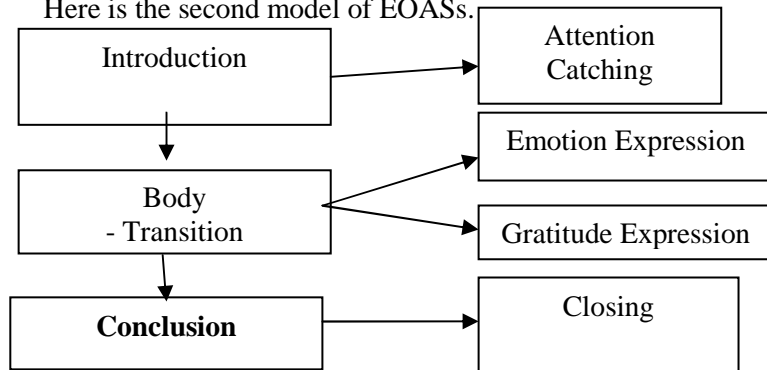 Here is the second model of EOASs.
Introduction
Attention
Catching
Body
- Transition
Emotion Expression
Gratitude Expression
Conclusion
Closing